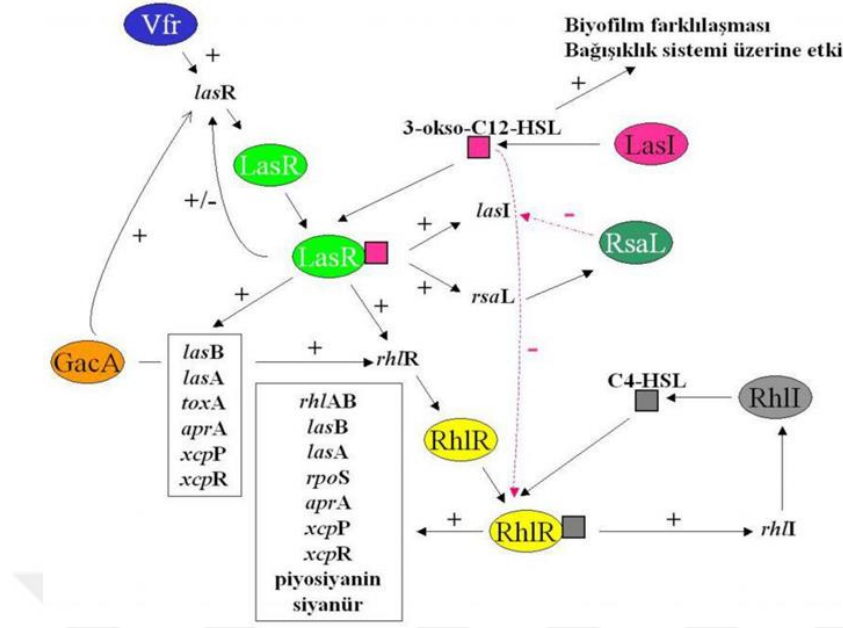 Vfr
+
lasR
Biyofilm farklılaşması
Bağışıklık sistemi üzerine etki
+
3-okso-C12-HSL
LasI
LasR
+/-
+
lasI
-
RsaL
LasR
+
+
rsaL
+
+
GacA
+
rhlR
lasB
lasA
toxA
aprA
xcpP
xcpR
-
C4-HSL
RhlI
RhlR
rhlAB
lasB
lasA
rpoS
aprA
xcpP
xcpR
piyosiyanin
siyanür
+
RhlR
+
rhlI